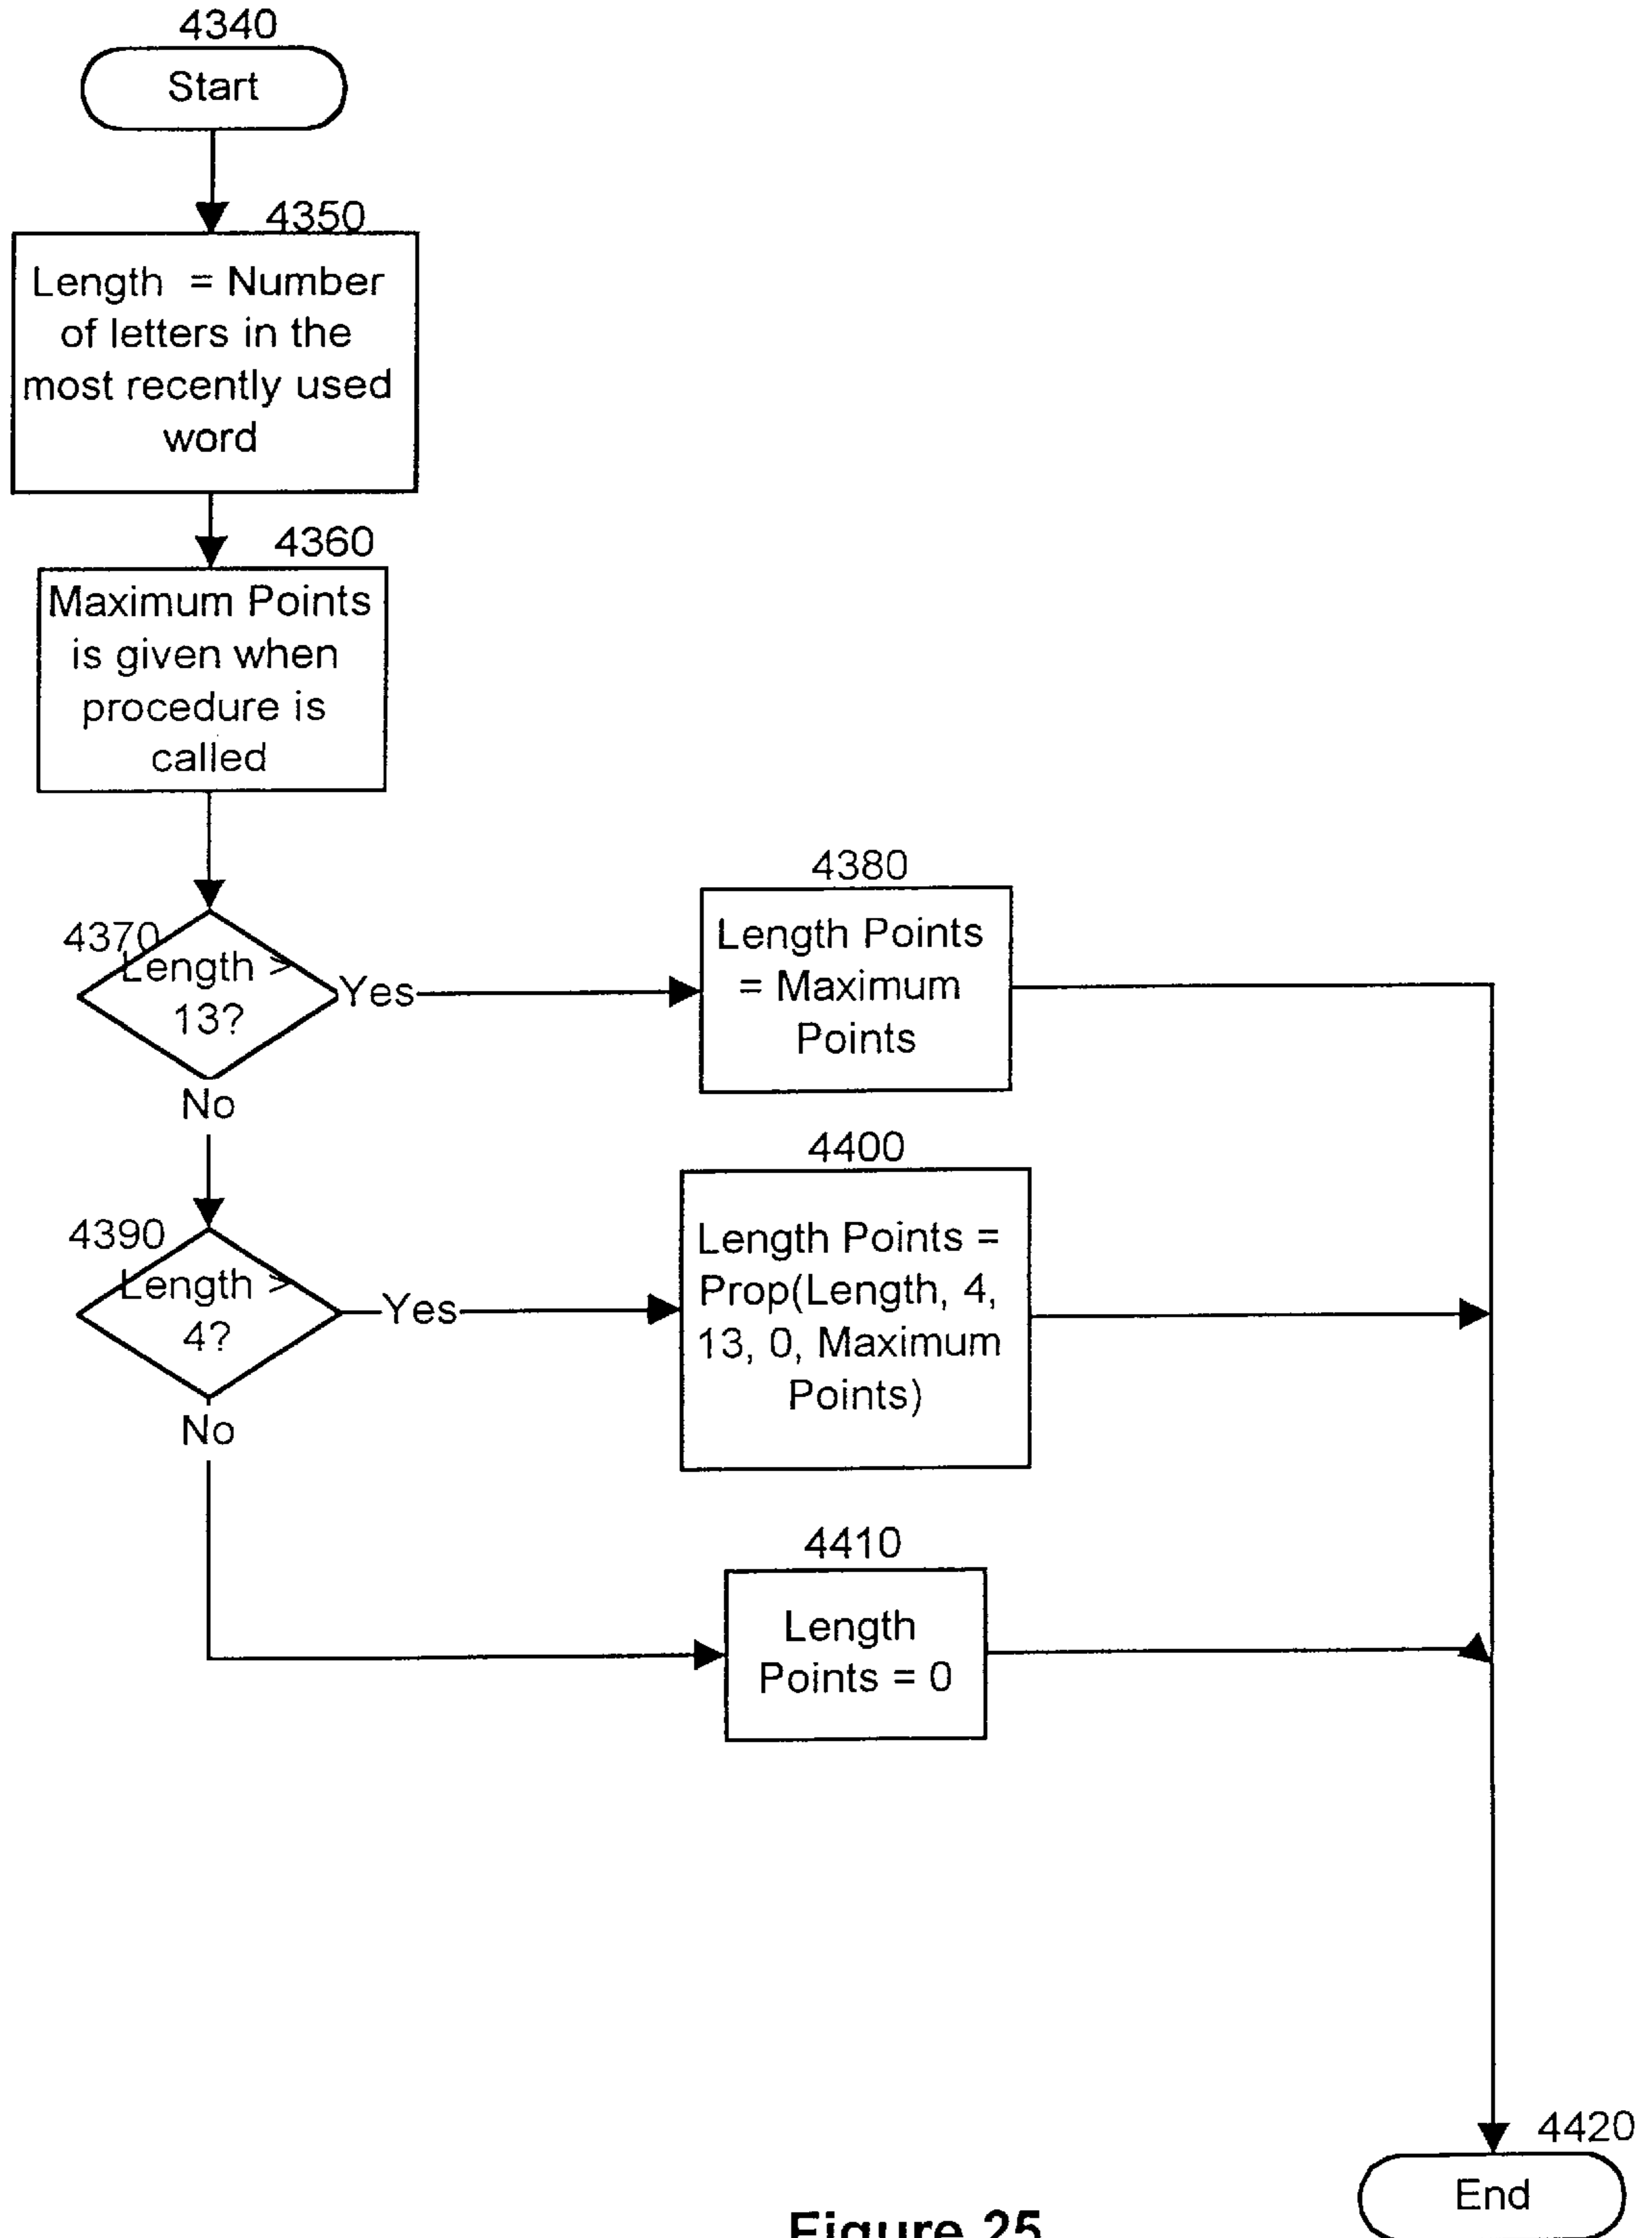 4340
Start
4350
Length = Number
of letters in the
most recently used
word
4360
Maximum Points
is given when
procedure is
called
4370
Length >
13?
Yes
No
4380
Length Points
= Maximum
Points
4390
Length >
4?
Yes
No
4400
Length Points =
Prop(Length, 4,
13, 0, Maximum
Points)
4410
Length
Points = 0
4420
End
Figure 25